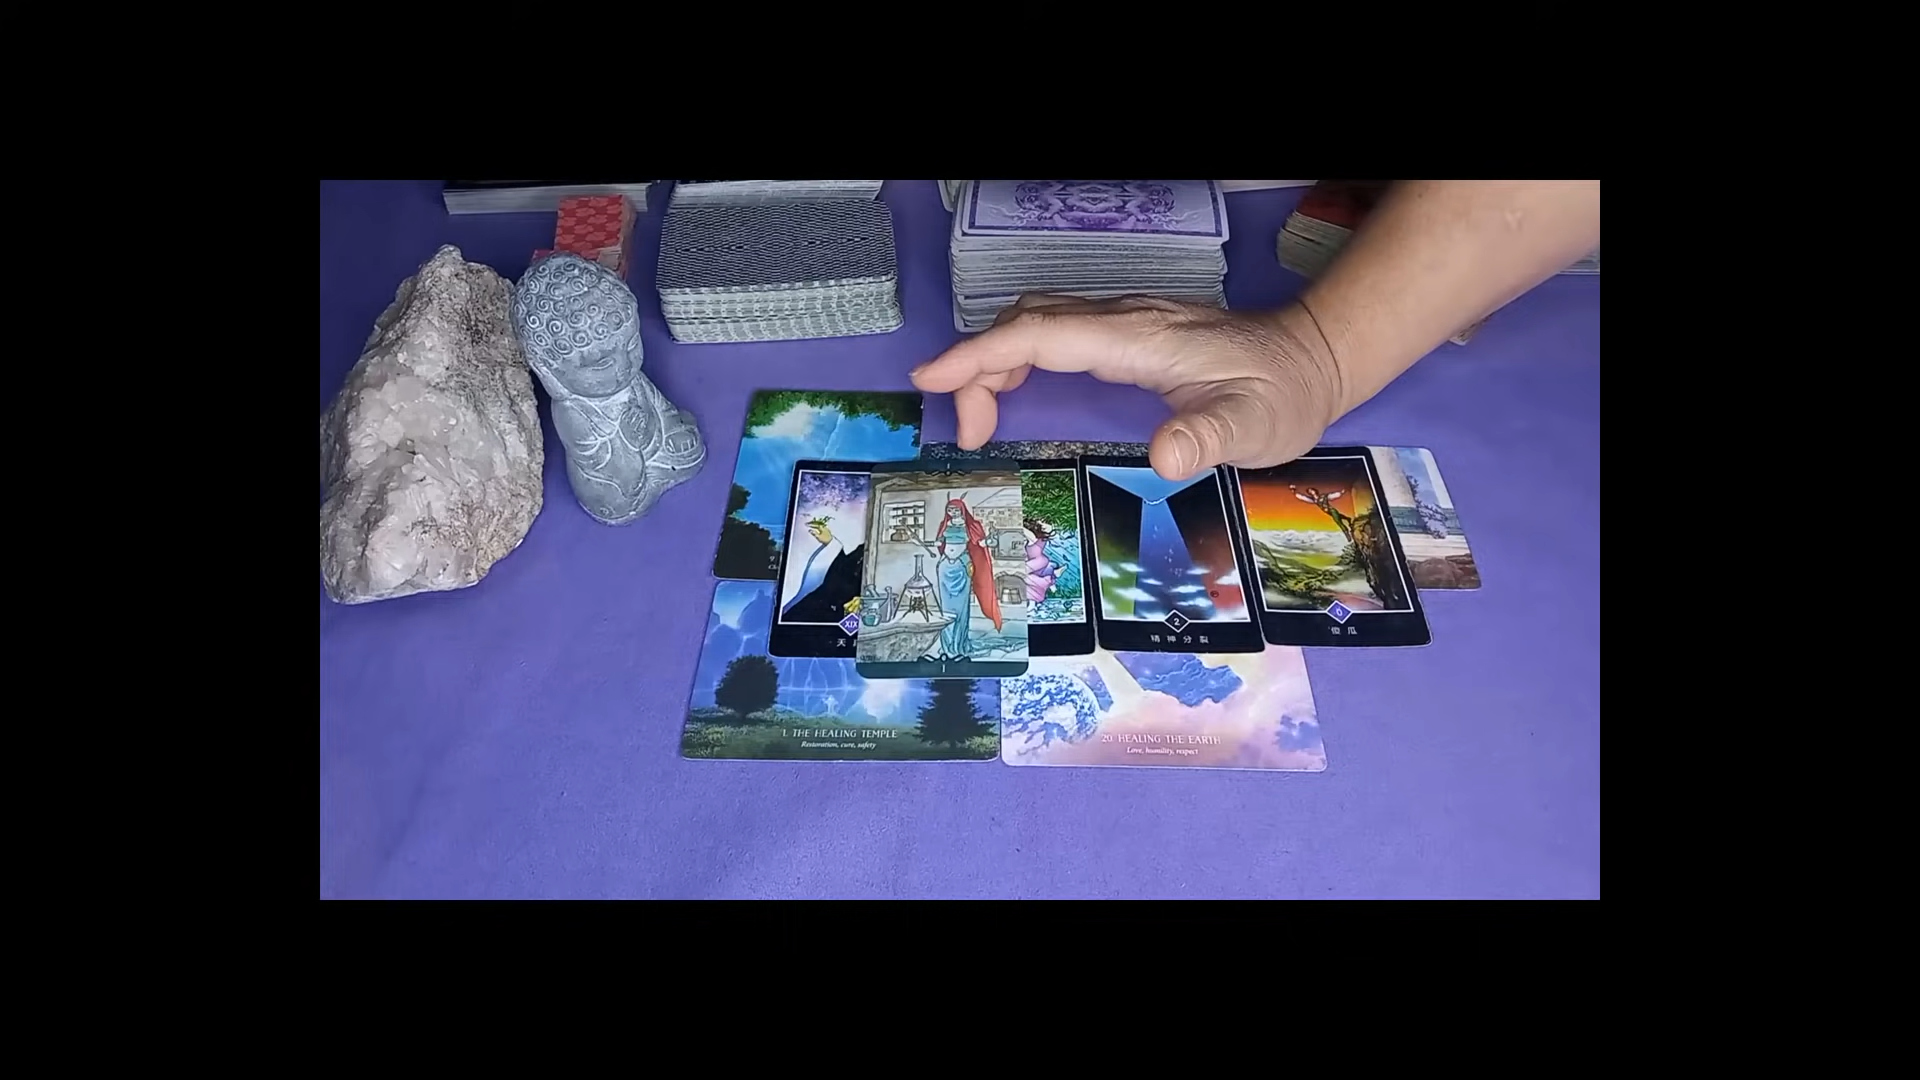 XIX
天
I
I
2
精神分裂
0
傻瓜
1. THE HEALING TEMPLE
Restoration, cure, safety
20. HEALING THE EARTH
Love, humility, respect